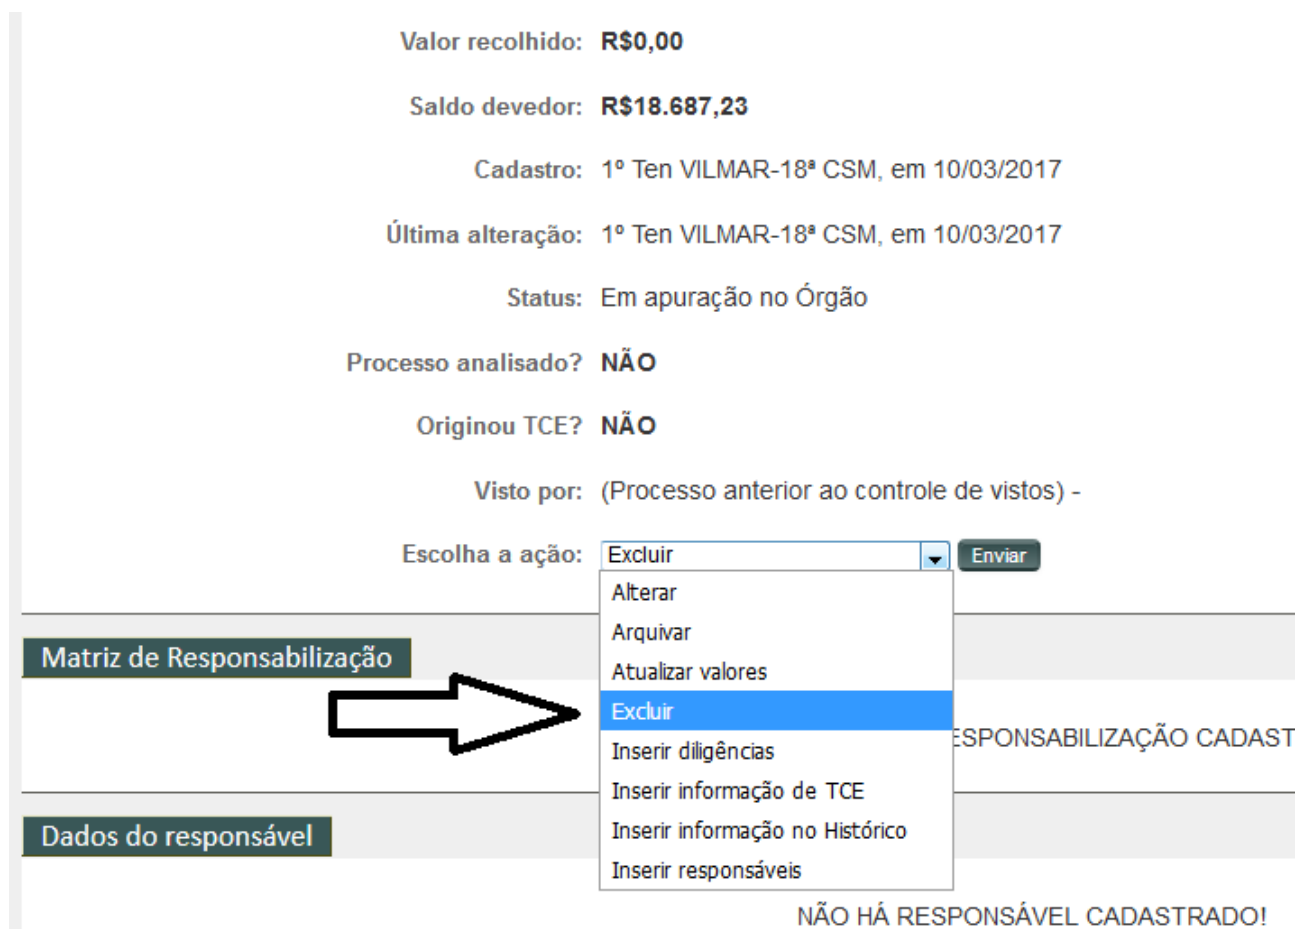 Valor recolhido: R$0,00
Saldo devedor: R$18.687,23
Cadastro: 1º Ten VILMAR-18ª CSM, em 10/03/2017
Última alteração: 1º Ten VILMAR-18ª CSM, em 10/03/2017
Status: Em apuração no Órgão
Processo analisado? NÃO
Originou TCE? NÃO
Visto por: (Processo anterior ao controle de vistos) -
Escolha a ação: Excluir Enviar
Alterar
Arquivar
Matriz de Responsabilização
Atualizar valores
Excluir
ESPONSABILIZAÇÃO CADAST
Inserir diligências
Inserir informação de TCE
Inserir informação no Histórico
Dados do responsável
Inserir responsáveis
NÃO HÁ RESPONSÁVEL CADASTRADO!